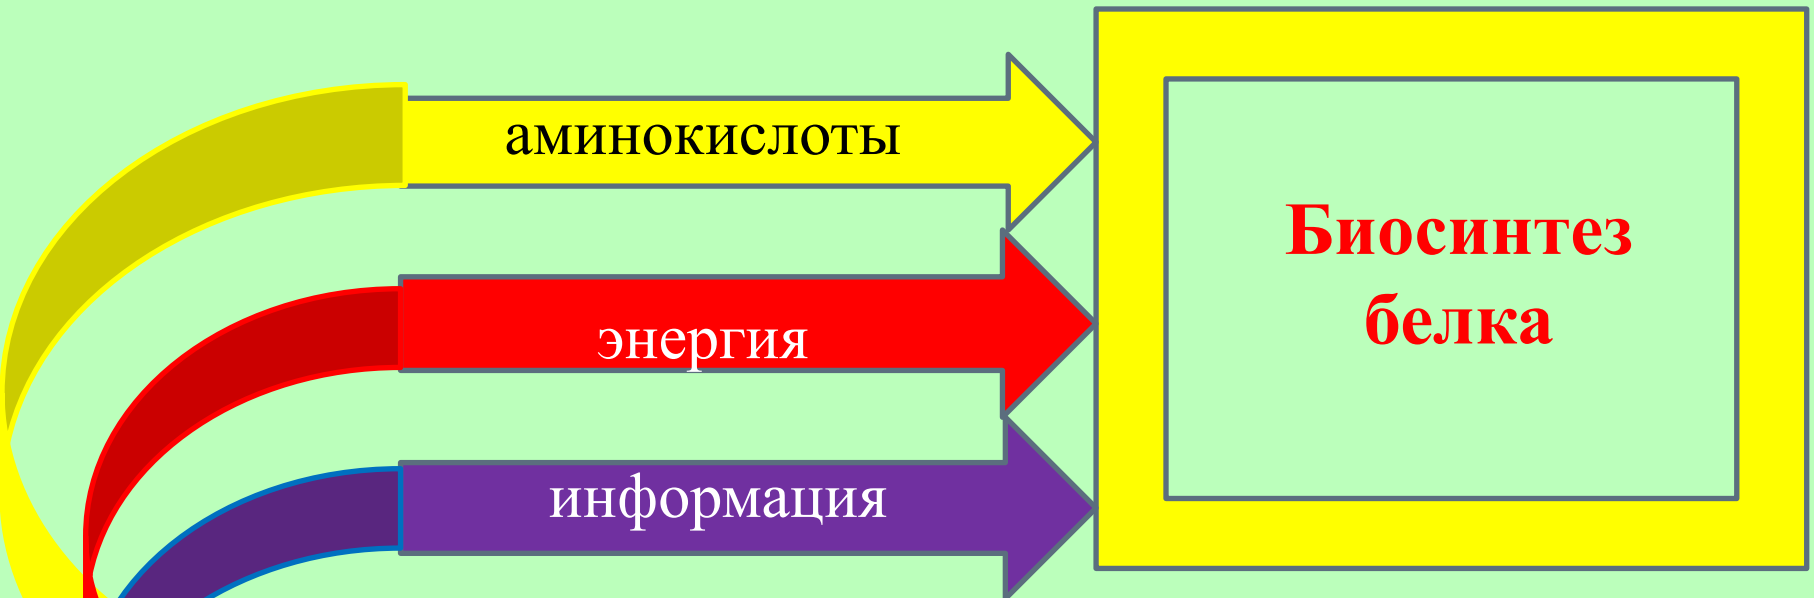 аминокислоты
энергия
информация
Биосинтез
белка